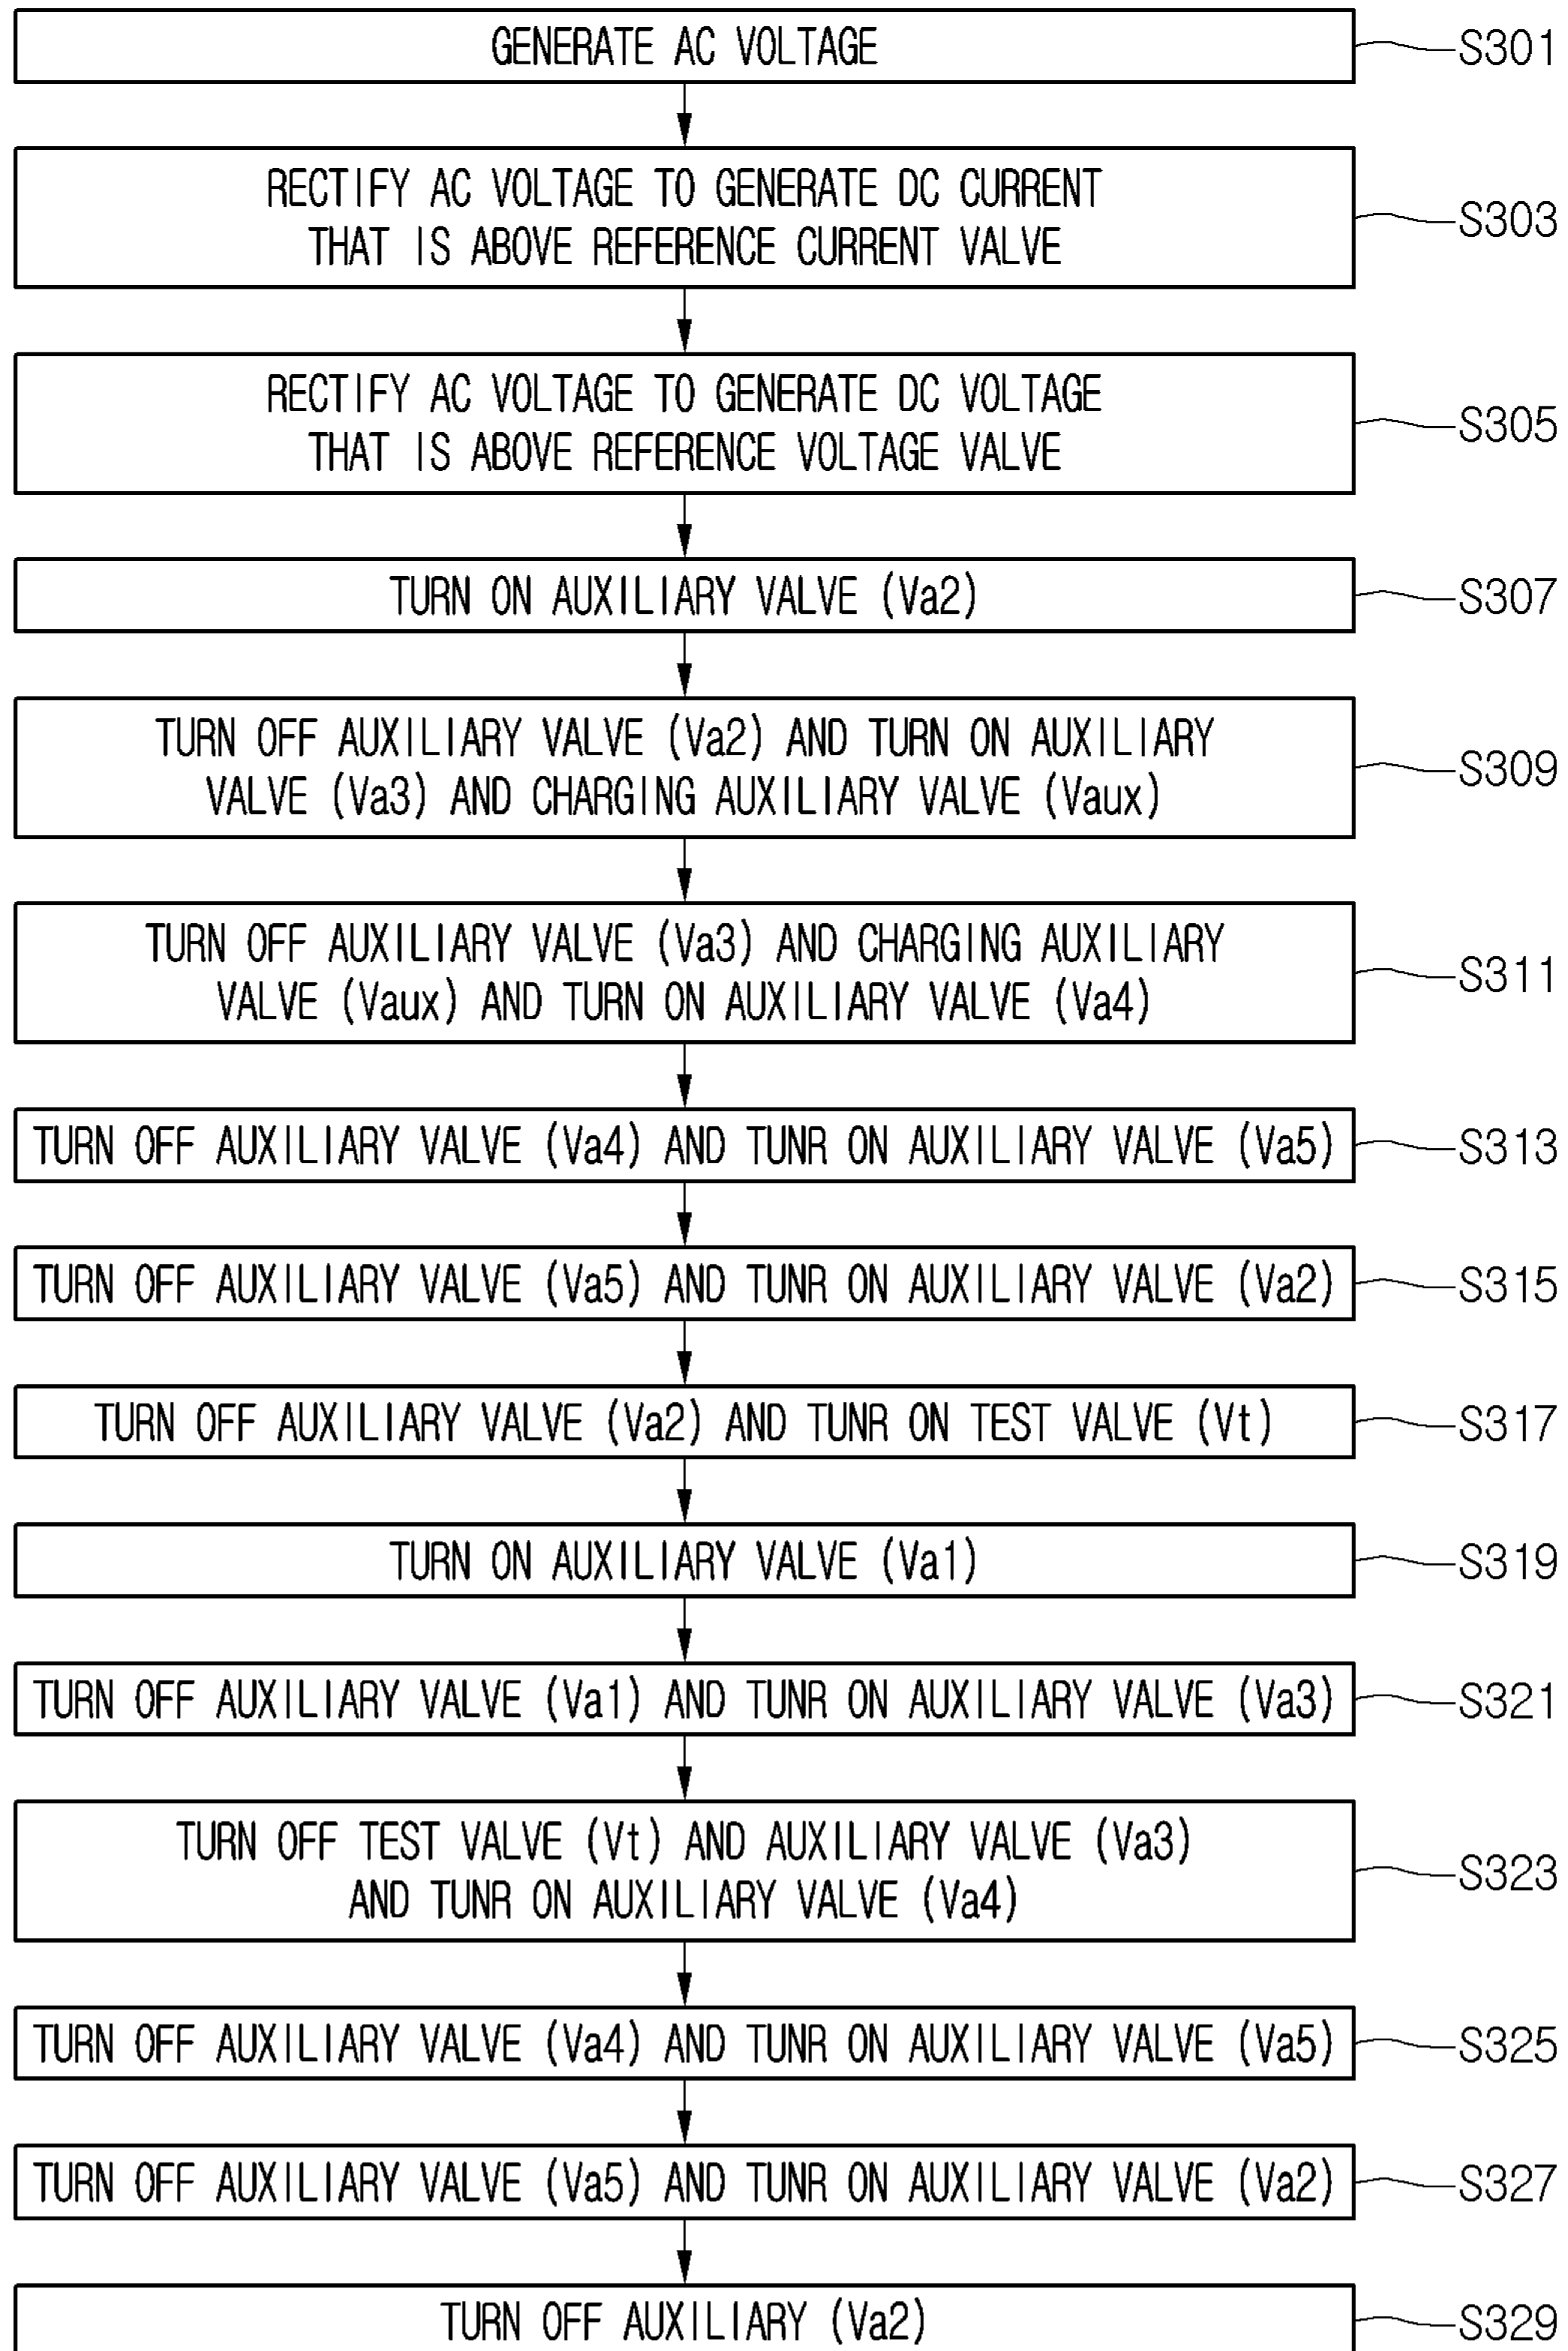 GENERATE AC VOLTAGE
S301
RECTIFY AC VOLTAGE TO GENERATE DC CURRENT
THAT IS ABOVE REFERENCE CURRENT VALVE
S303
RECTIFY AC VOLTAGE TO GENERATE DC VOLTAGE
THAT IS ABOVE REFERENCE VOLTAGE VALVE
S305
TURN ON AUXILIARY VALVE (Va2)
S307
TURN OFF AUXILIARY VALVE (Va2) AND TURN ON AUXILIARY
VALVE (Va3) AND CHARGING AUXILIARY VALVE (Vaux)
S309
TURN OFF AUXILIARY VALVE (Va3) AND CHARGING AUXILIARY
VALVE (Vaux) AND TURN ON AUXILIARY VALVE (Va4)
S311
TURN OFF AUXILIARY VALVE (Va4) AND TUNR ON AUXILIARY VALVE (Va5)
S313
TURN OFF AUXILIARY VALVE (Va5) AND TUNR ON AUXILIARY VALVE (Va2)
S315
TURN OFF AUXILIARY VALVE (Va2) AND TUNR ON TEST VALVE (Vt)
S317
TURN ON AUXILIARY VALVE (Va1)
S319
TURN OFF AUXILIARY VALVE (Va1) AND TUNR ON AUXILIARY VALVE (Va3)
S321
TURN OFF TEST VALVE (Vt) AND AUXILIARY VALVE (Va3)
AND TUNR ON AUXILIARY VALVE (Va4)
S323
TURN OFF AUXILIARY VALVE (Va4) AND TUNR ON AUXILIARY VALVE (Va5)
S325
TURN OFF AUXILIARY VALVE (Va5) AND TUNR ON AUXILIARY VALVE (Va2)
S327
TURN OFF AUXILIARY (Va2)
S329